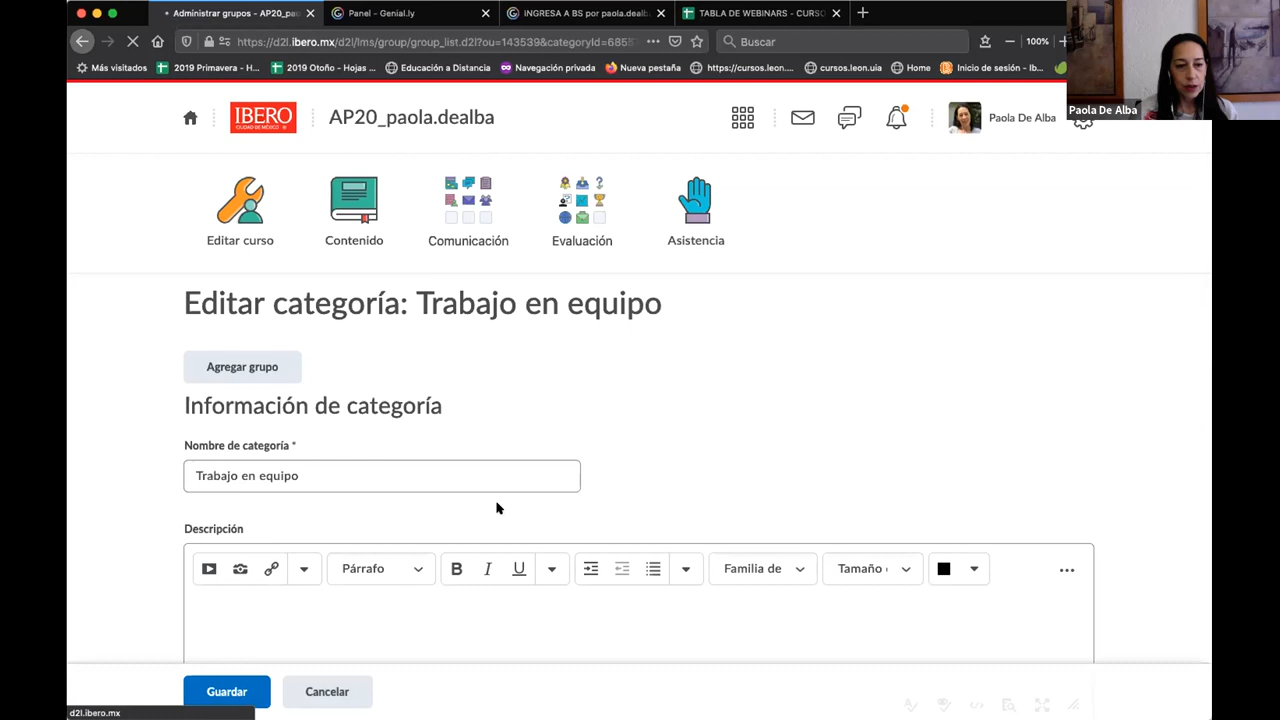 Administrar grupos - AP20_pao
Panel - Genial.ly
INGRESA A BS por paola.dealb
TABLA DE WEBINARS - CURSO
https://d2l.ibero.mx/d2l/lms/group/group_list.d2l?ou=143539&categoryId=685
Buscar
100%
Más visitados
2019 Primavera - H...
2019 Otoño - Hojas ...
Educación a Distancia
Navegación privada
Nueva pestaña
https://cursos.leon....
cursos.leon.uia
Home
Inicio de sesión - Ib...
Paola De Alba
IBERO
CIUDAD DE MÉXICO
AP20_paola.dealba
Paola De Alba
Editar curso
Contenido
Comunicación
Evaluación
Asistencia
Editar categoría: Trabajo en equipo
Agregar grupo
Información de categoría
Nombre de categoría *
Trabajo en equipo
Descripción
Párrafo
B I U
Familia de
Tamaño
Guardar
Cancelar
d2l.ibero.mx